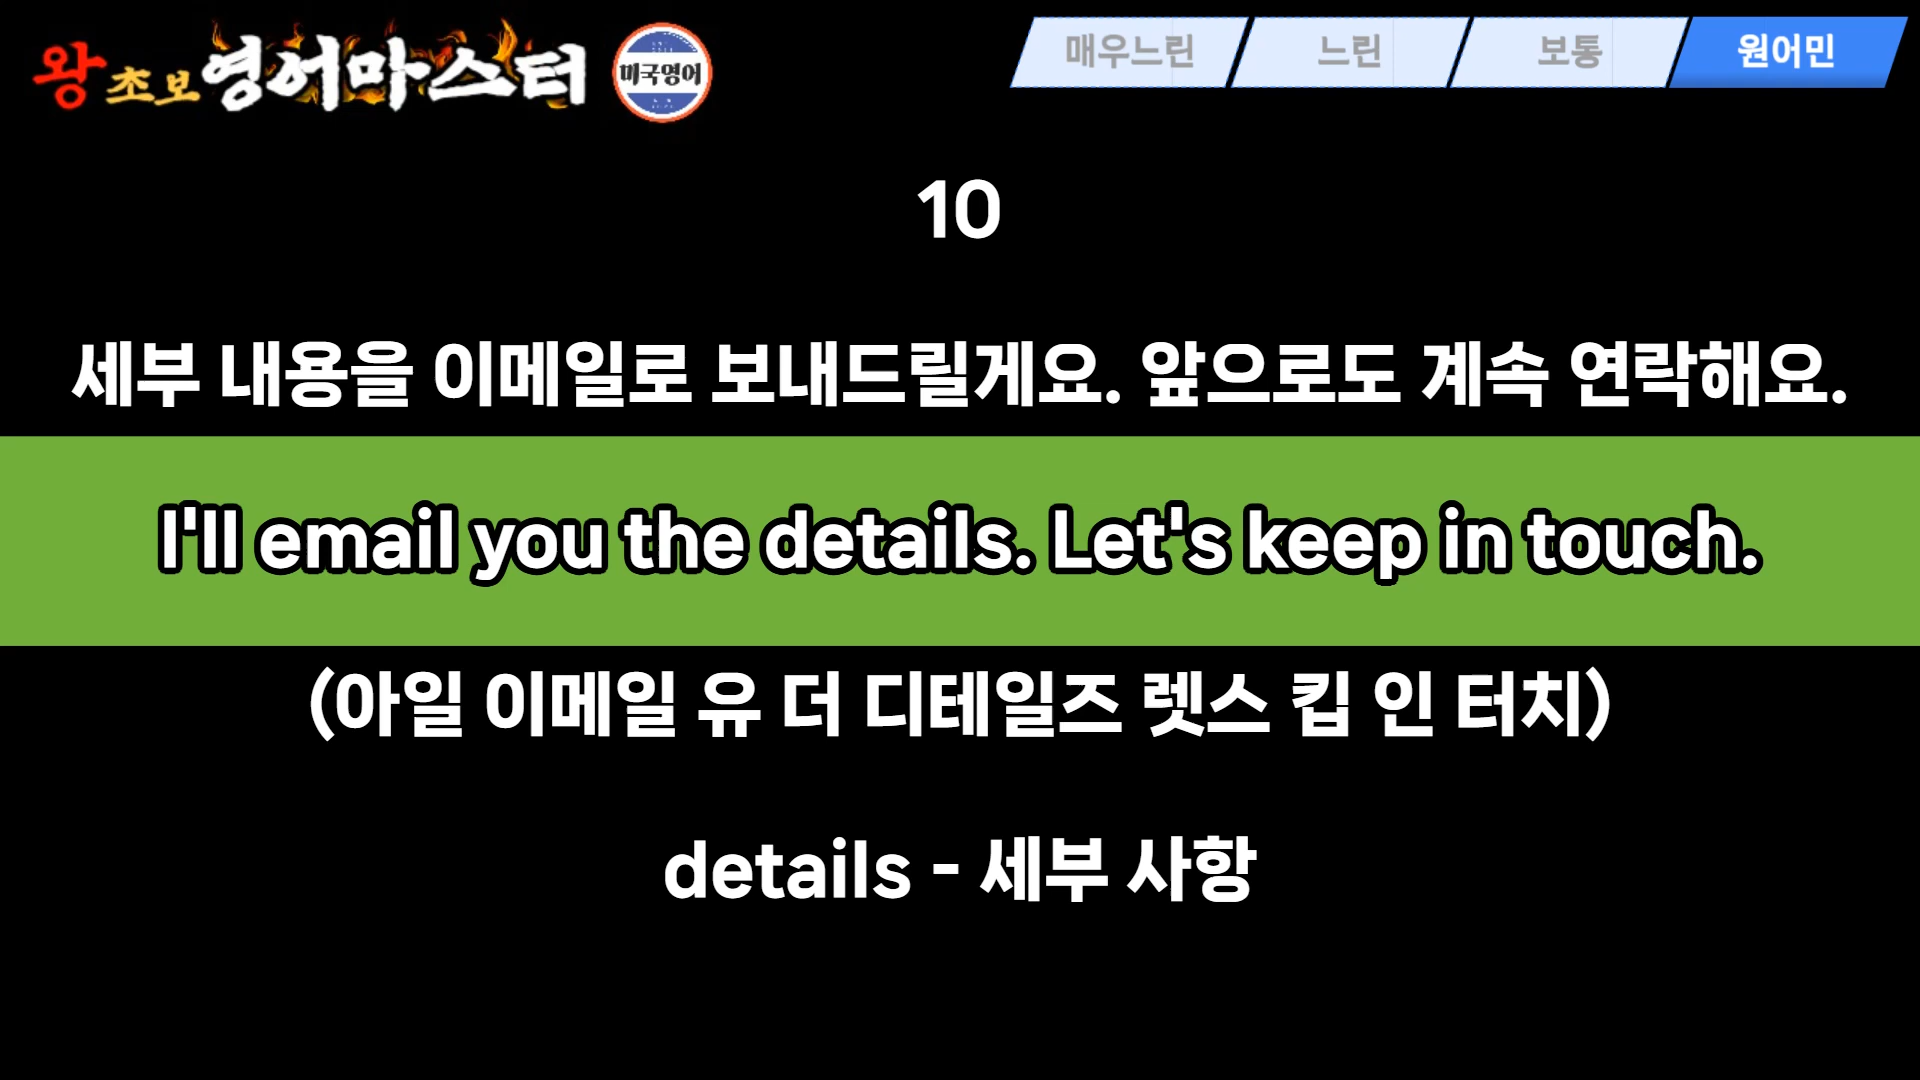 왕초보영어마스터 미국영어
매우느린 느린 보통 원어민
10
세부 내용을 이메일로 보내드릴게요. 앞으로도 계속 연락해요.
I'll email you the details. Let's keep in touch.
(아일 이메일 유 더 디테일즈 렛스 킵 인 터치)
details - 세부 사항